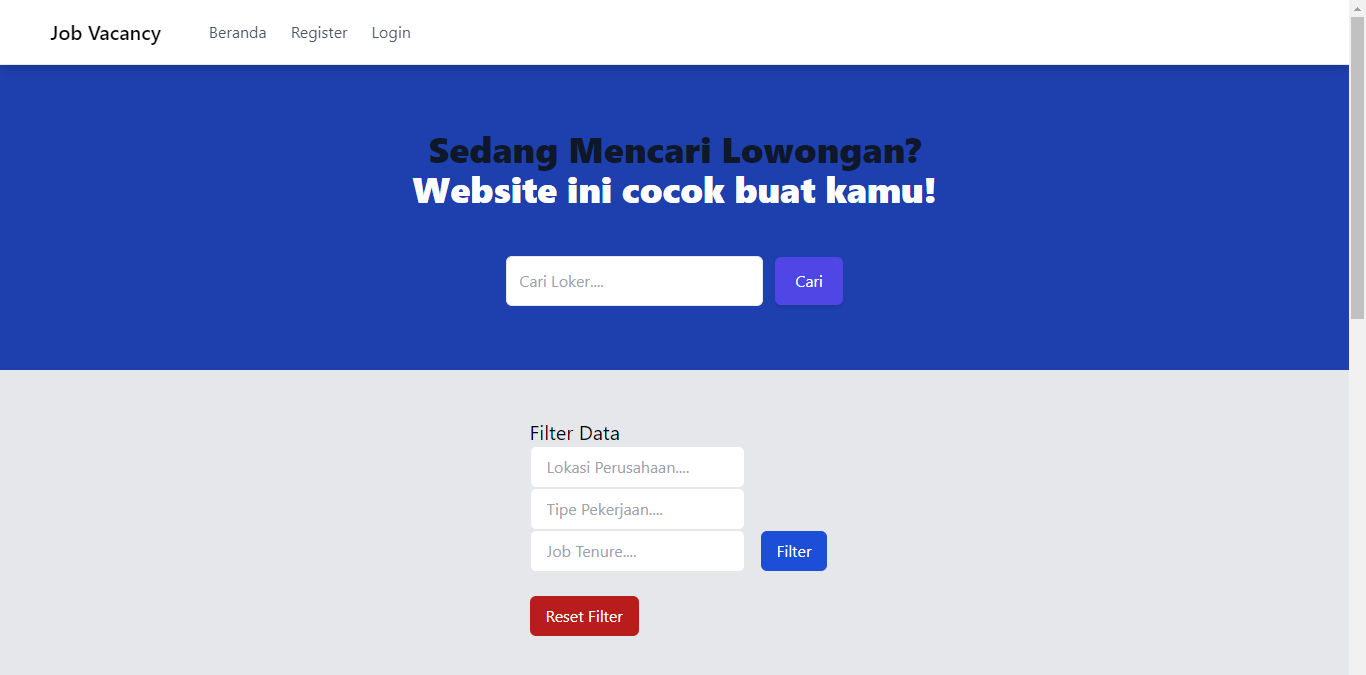 Job Vacancy Beranda Register Login
Sedang Mencari Lowongan?
Website ini cocok buat kamu!
Cari Loker.... Cari
Filter Data
Lokasi Perusahaan....
Tipe Pekerjaan....
Job Tenure.... Filter
Reset Filter